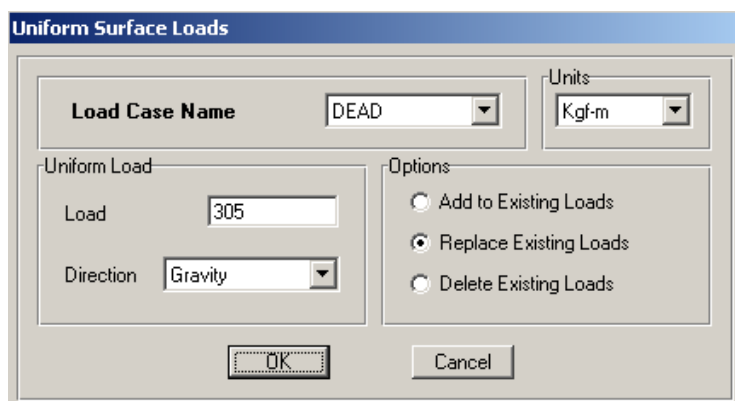 Uniform Surface Loads
Load Case Name DEAD
Units
Kgf-m
Uniform Load
Load 305
Direction Gravity
Options
Add to Existing Loads
Replace Existing Loads
Delete Existing Loads
OK Cancel